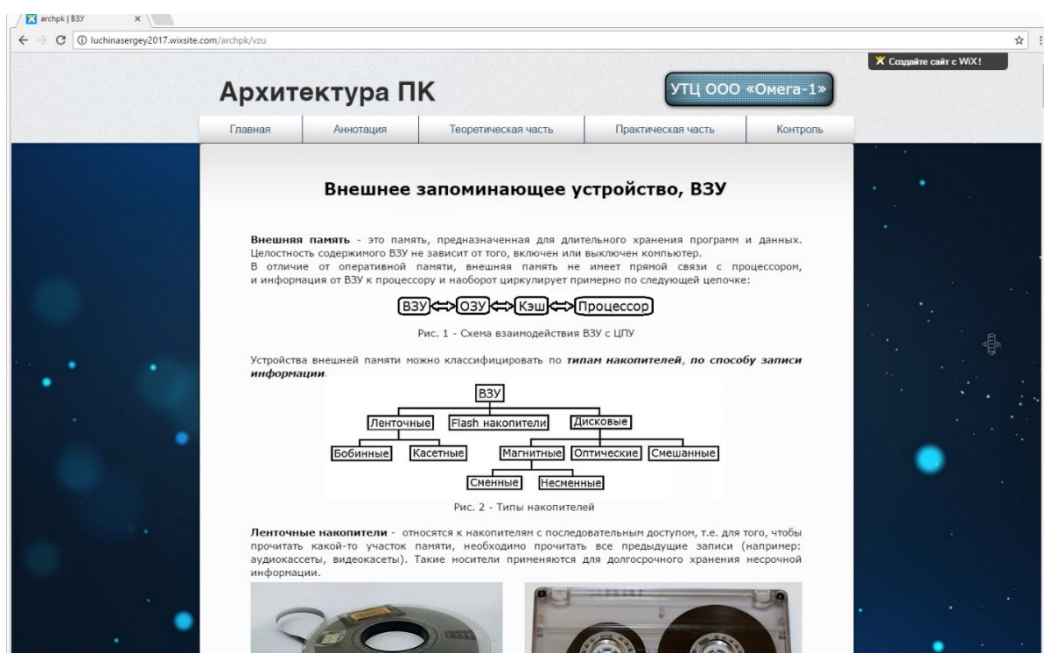 archpk | ВЗУ
luchinasergey2017.wixsite.com/archpk/vzu
Создайте сайт с WiX!
Архитектура ПК
УТЦ ООО «Омега-1»
Главная Аннотация Теоретическая часть Практическая часть Контроль
Внешнее запоминающее устройство, ВЗУ
Внешняя память - это память, предназначенная для длительного хранения программ и данных.
Целостность содержимого ВЗУ не зависит от того, включен или выключен компьютер.
В отличие от оперативной памяти, внешняя память не имеет прямой связи с процессором,
и информация от ВЗУ к процессору и наоборот циркулирует примерно по следующей цепочке:
ВЗУ ОЗУ Кэш Процессор
Рис. 1 - Схема взаимодействия ВЗУ с ЦПУ
Устройства внешней памяти можно классифицировать по типам накопителей, по способу записи
информации.
ВЗУ
Ленточные Flash накопители Дисковые
Бобинные Касетные Магнитные Оптические Смешанные
Сменные Несменные
Рис. 2 - Типы накопителей
Ленточные накопители - относятся к накопителям с последовательным доступом, т.е. для того, чтобы
прочитать какой-то участок памяти, необходимо прочитать все предыдущие записи (например:
аудиокассеты, видеокасеты). Такие носители применяются для долгосрочного хранения несрочной
информации.